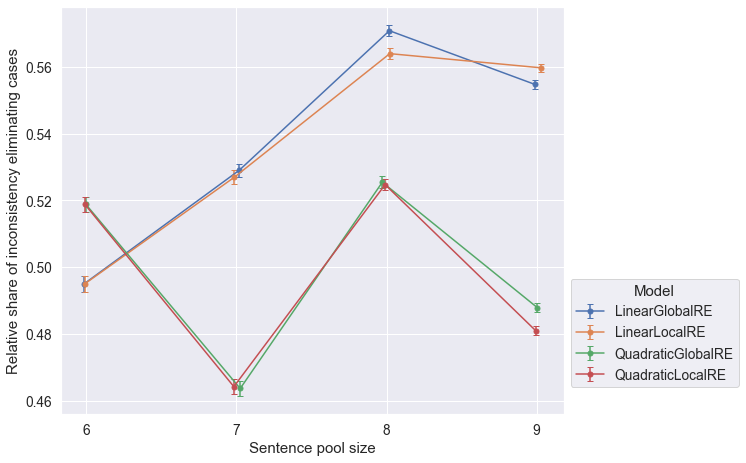 Relative share of inconsistency eliminating cases
0.56
0.54
0.52
0.50
0.48
0.46
6 7 8 9
Sentence pool size
Model
LinearGlobalRE
LinearLocalRE
QuadraticGlobalRE
QuadraticLocalRE